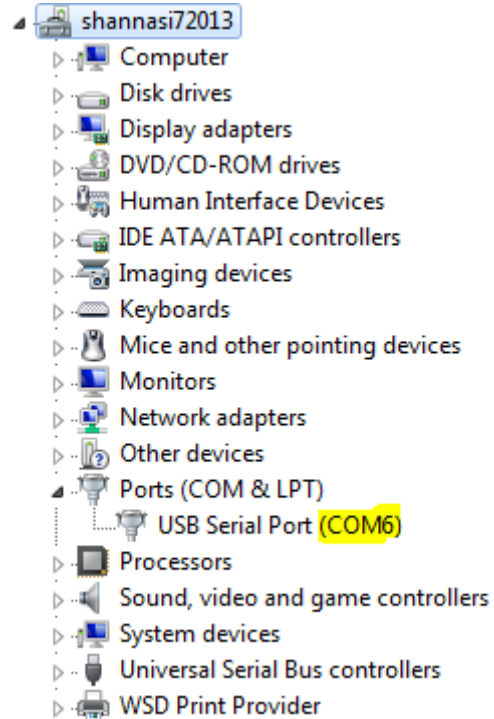 shannasi72013
Computer
Disk drives
Display adapters
DVD/CD-ROM drives
Human Interface Devices
IDE ATA/ATAPI controllers
Imaging devices
Keyboards
Mice and other pointing devices
Monitors
Network adapters
Other devices
Ports (COM & LPT)
USB Serial Port (COM6)
Processors
Sound, video and game controllers
System devices
Universal Serial Bus controllers
WSD Print Provider